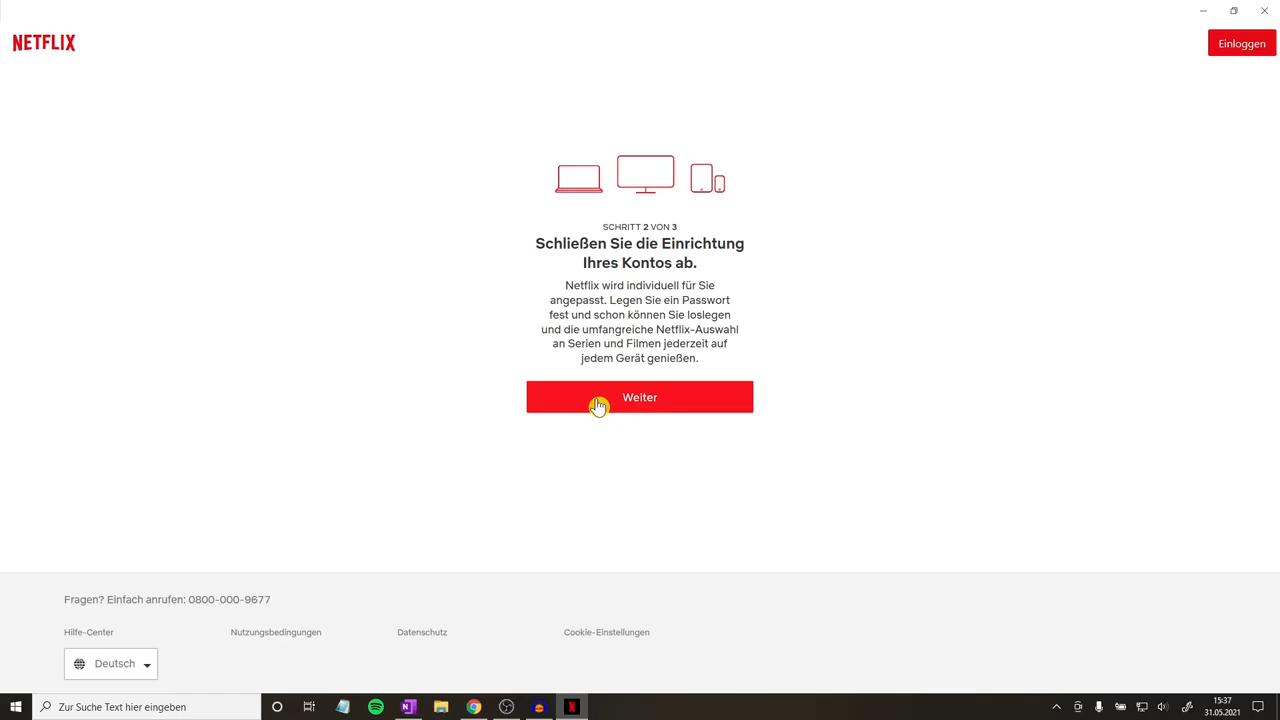 NETFLIX
Einloggen
SCHRITT 2 VON 3
Schließen Sie die Einrichtung
Ihres Kontos ab.
Netflix wird individuell für Sie
angepasst. Legen Sie ein Passwort
fest und schon können Sie loslegen
und die umfangreiche Netflix-Auswahl
an Serien und Filmen jederzeit auf
jedem Gerät genießen.
Weiter
Fragen? Einfach anrufen: 0800-000-9677
Hilfe-Center
Nutzungsbedingungen
Datenschutz
Cookie-Einstellungen
Deutsch
Zur Suche Text hier eingeben
15:37
31.05.2021